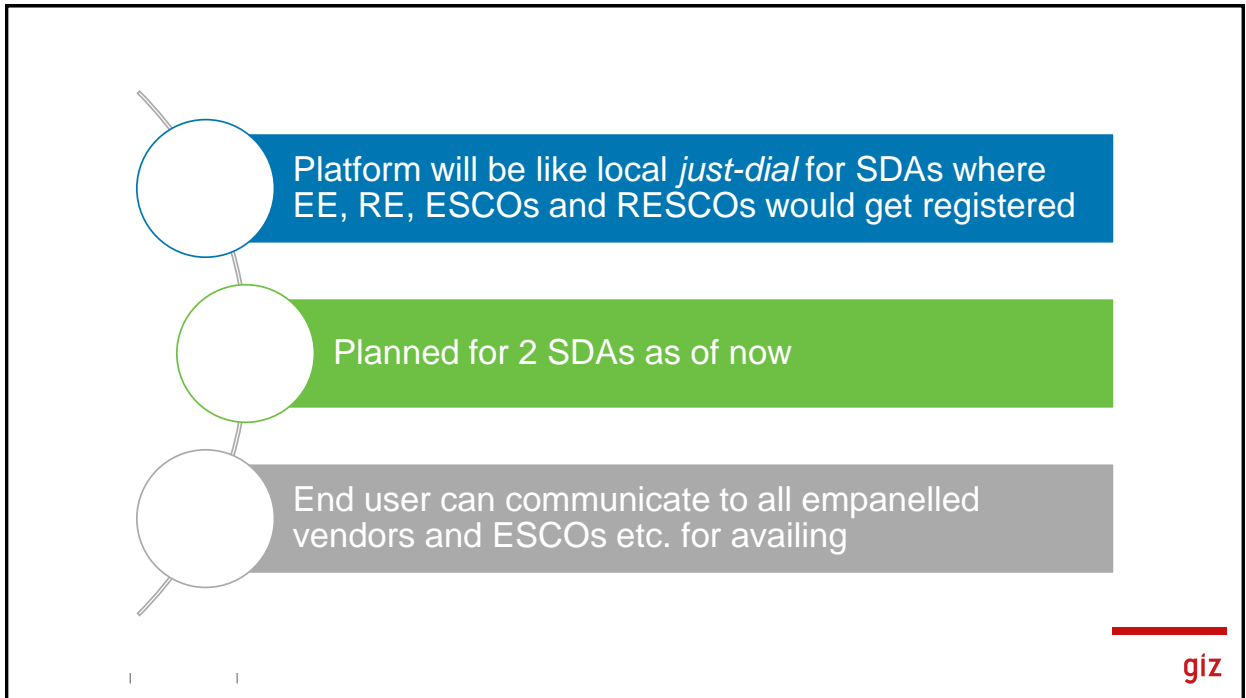 Platform will be like local just-dial for SDAs where
EE, RE, ESCOs and RESCOs would get registered
Planned for 2 SDAs as of now
End user can communicate to all empanelled
vendors and ESCOs etc. for availing
giz